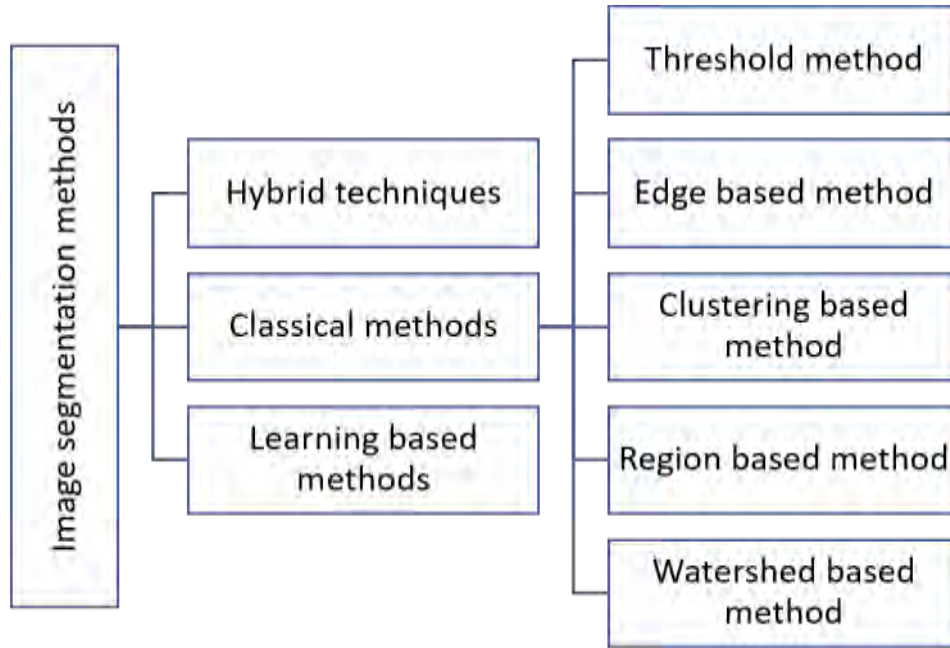 Image segmentation methods
Hybrid techniques
Classical methods
Learning based
methods
Threshold method
Edge based method
Clustering based
method
Region based method
Watershed based
method